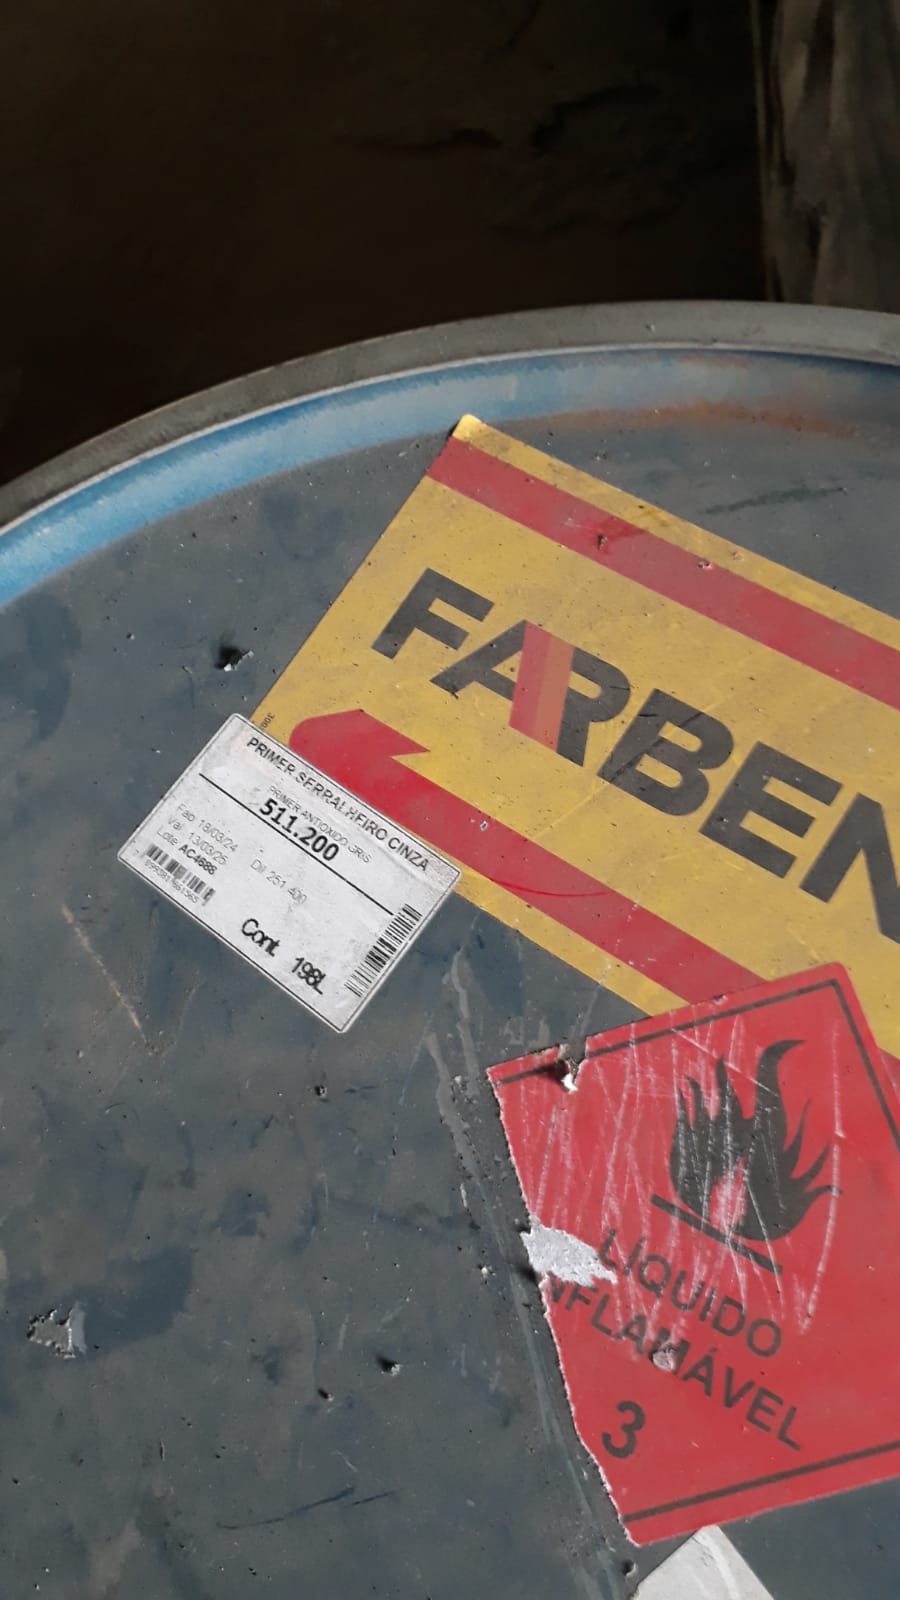 FARBEN
PRIMER SERRALHEIRO CINZA
PRIMER ANTIOXIDO GRIS
511.200
Fab 18/03/24
Val 13/03/25
Dil 251.400
Lote AC4686
Cont 198L
LÍQUIDO
INFLAMÁVEL
3